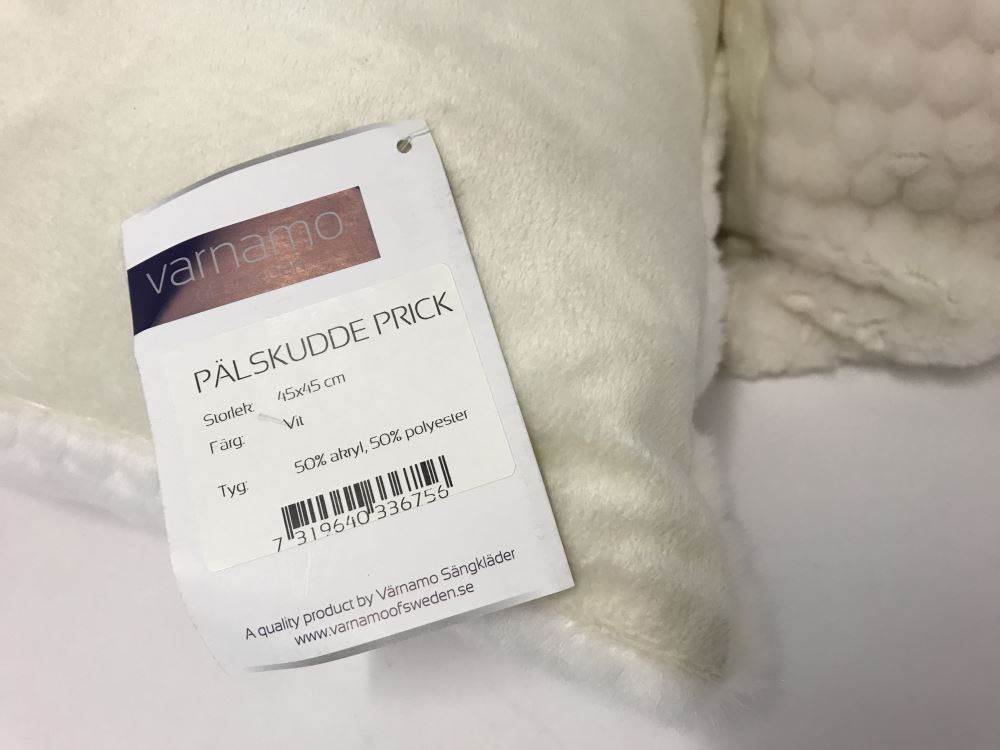 varnamo
PÄLSKUDDE PRICK
Storlek: 45x45 cm
Färg: Vit
Tyg: 50% akryl, 50% polyester
7 319640 336756
A quality product by Värnamo Sängkläder
www.varnamoofsweden.se